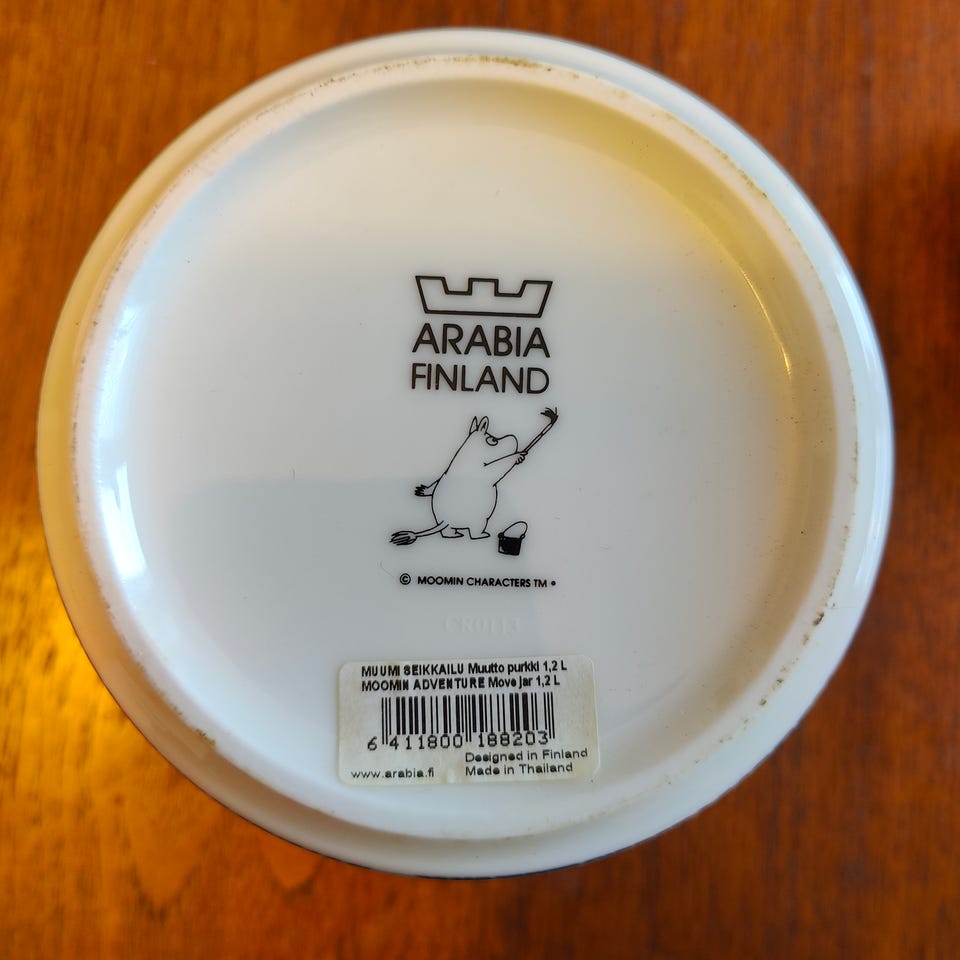 ARABIA
FINLAND
© MOOMIN CHARACTERS TM
MUUMI SEIKKAILU Muutto purkki 1,2 L
MOOMIN ADVENTURE Move jar 1,2 L
6 411800 188203
Designed in Finland
www.arabia.fi Made in Thailand